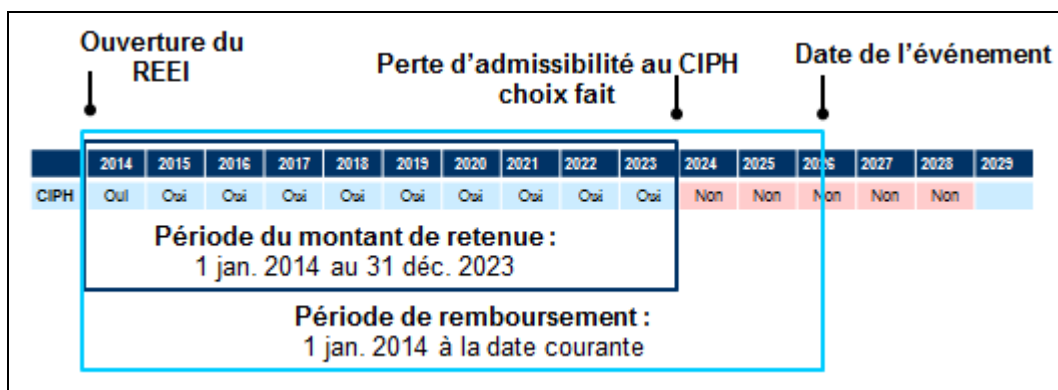 Ouverture du
REEI
Perte d'admissibilité au CIPH
choix fait
Date de l'événement
2014 2015 2016 2017 2018 2019 2020 2021 2022 2023 2024 2025 2026 2027 2028 2029
CIPH Oui Oui Oui Oui Oui Oui Oui Oui Oui Oui Non Non Non Non Non
Période du montant de retenue :
1 jan. 2014 au 31 déc. 2023
Période de remboursement :
1 jan. 2014 à la date courante